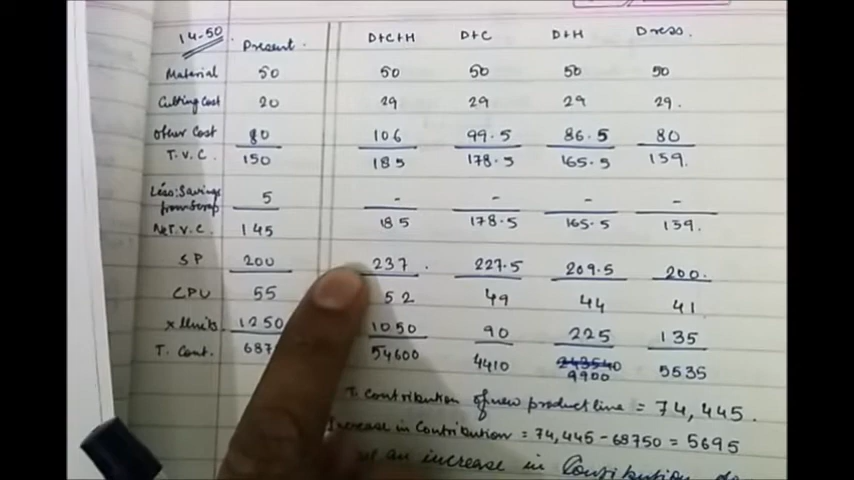 14-50 Present D+C+H D+C D+H Dress.
Material 50 50 50 50 50
Cutting Cost 20 29 29 29 29.
other Cost 80 106 99.5 86.5 80
T.V.C. 150 185 178.5 165.5 159.
Less: Savings from Scrap 5 - - - -
Net V.C. 145 185 178.5 165.5 159.
SP 200 237. 227.5 209.5 200.
CPU 55 52 49 44 41
x Units. 1250 1050 90 225 135
T. Cont. 687 54600 4410 9900 5535
T. Contribution of new product line = 74,445.
Increase in Contribution = 74,445 - 68750 = 5695
an increase in Contribution